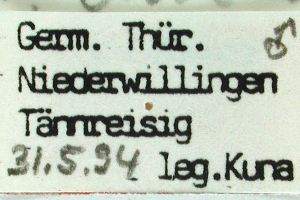 Germ. Thür. ♂
Niederwillingen
Tännreisig
31.5.94 leg.Kuna